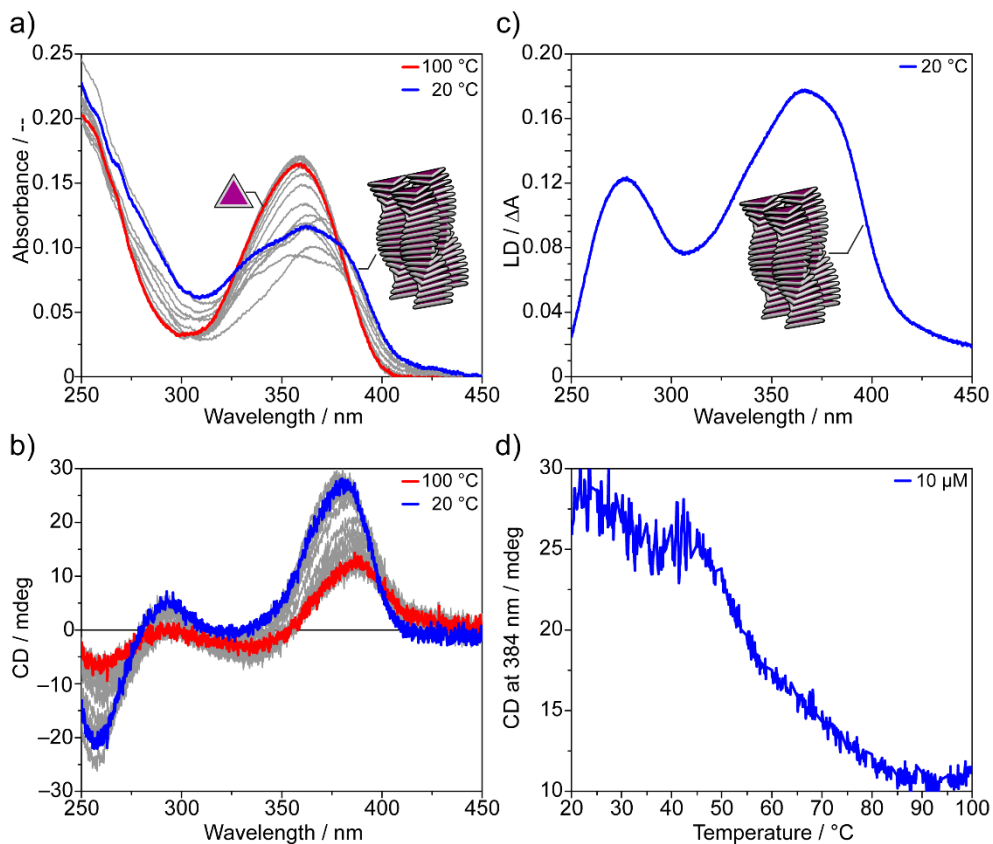 a)
0.25
0.20
0.15
0.10
0.05
0
Absorbance / --
100 °C
20 °C
250 300 350 400 450
Wavelength / nm
c)
0.20
0.16
0.12
0.08
0.04
0
LD / ΔA
20 °C
250 300 350 400 450
Wavelength / nm
b)
30
20
10
0
–10
–20
–30
CD / mdeg
100 °C
20 °C
250 300 350 400 450
Wavelength / nm
d)
30
25
20
15
10
CD at 384 nm / mdeg
10 µM
20 30 40 50 60 70 80 90 100
Temperature / °C